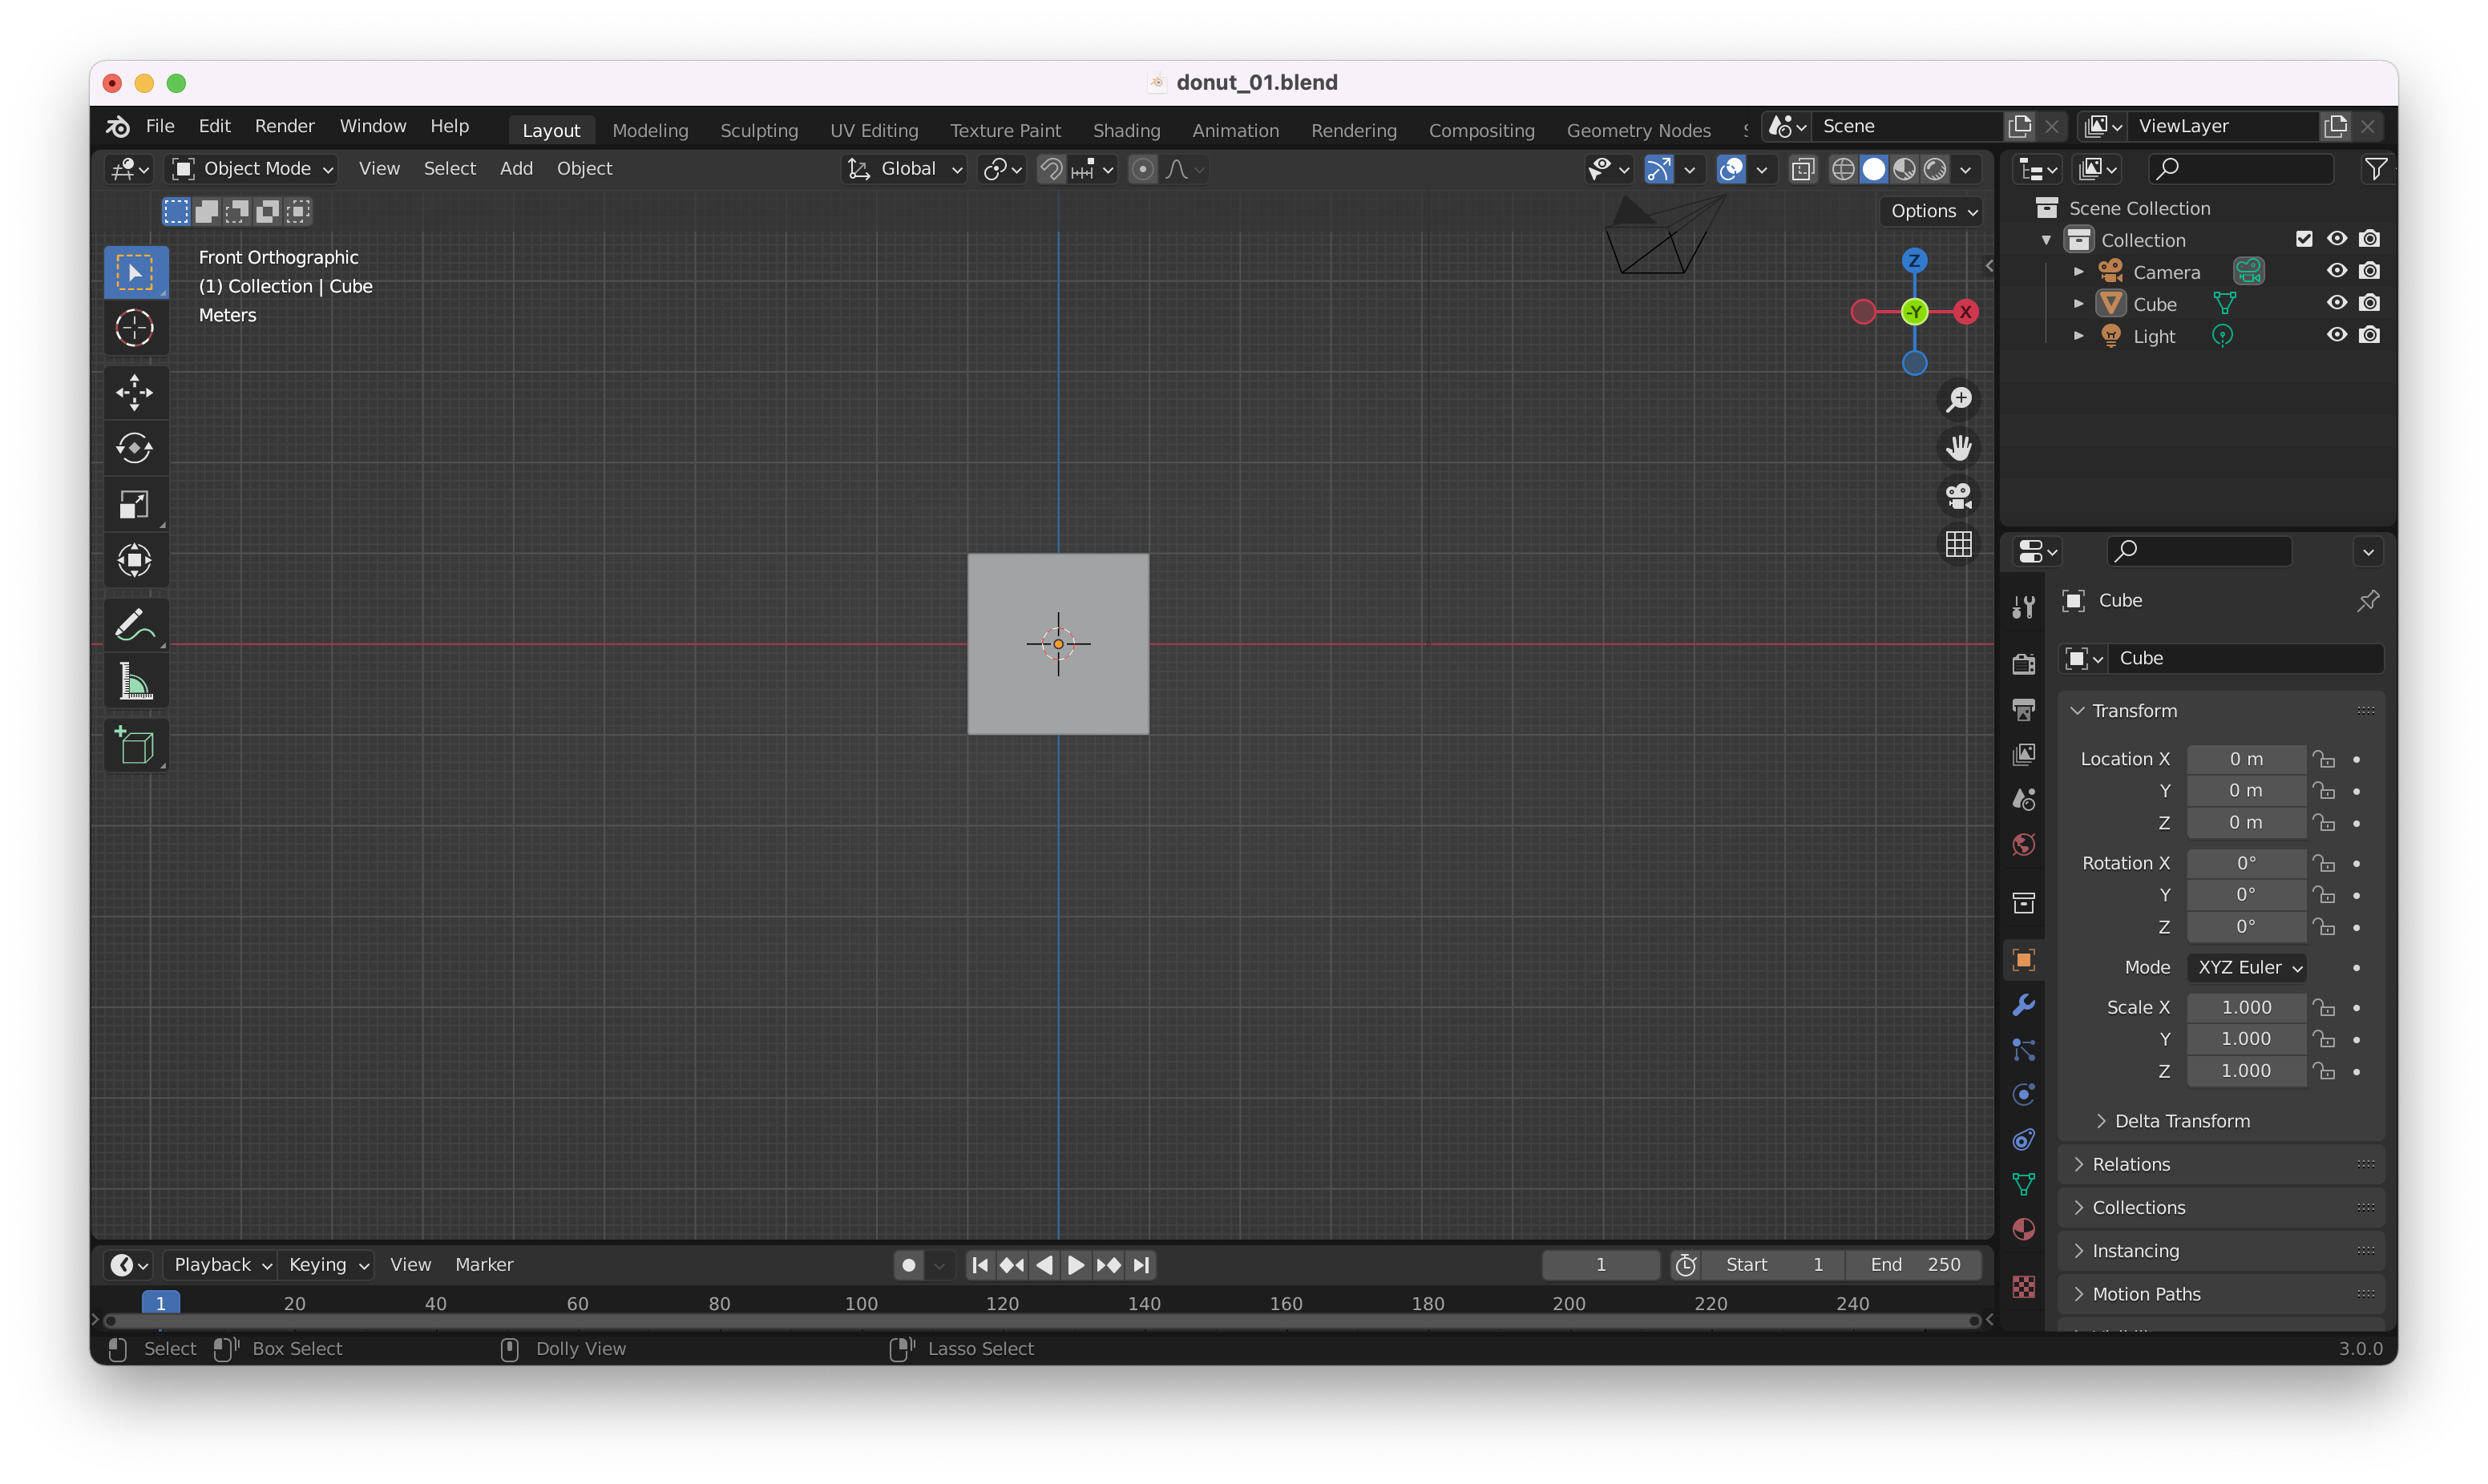 donut_01.blend
File Edit Render Window Help
Layout Modeling Sculpting UV Editing Texture Paint Shading Animation Rendering Compositing Geometry Nodes
Scene
ViewLayer
Object Mode View Select Add Object
Global
Options
Front Orthographic
(1) Collection | Cube
Meters
Z
-Y
X
Scene Collection
Collection
Camera
Cube
Light
Cube
Cube
Transform
Location X 0 m
Y 0 m
Z 0 m
Rotation X 0°
Y 0°
Z 0°
Mode XYZ Euler
Scale X 1.000
Y 1.000
Z 1.000
Delta Transform
Relations
Collections
Instancing
Motion Paths
Playback Keying View Marker
1
Start 1
End 250
1 20 40 60 80 100 120 140 160 180 200 220 240
Select Box Select Dolly View Lasso Select
3.0.0